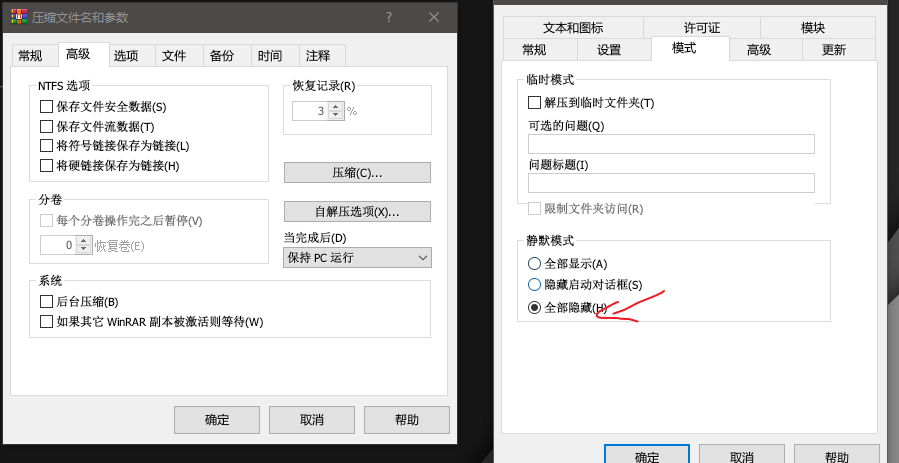 压缩文件名和参数
常规 高级 选项 文件 备份 时间 注释
NTFS 选项
保存文件安全数据(S)
保存文件流数据(T)
将符号链接保存为链接(L)
将硬链接保存为链接(H)
恢复记录(R)
3 %
压缩(C)...
分卷
每个分卷操作完之后暂停(V)
0 恢复卷(E)
自解压选项(X)...
当完成后(D)
保持 PC 运行
系统
后台压缩(B)
如果其它 WinRAR 副本被激活则等待(W)
确定 取消 帮助
文本和图标 许可证 模块
常规 设置 模式 高级 更新
临时模式
解压到临时文件夹(T)
可选的问题(Q)
问题标题(I)
限制文件夹访问(R)
静默模式
全部显示(A)
隐藏启动对话框(S)
全部隐藏(H)
确定 取消 帮助